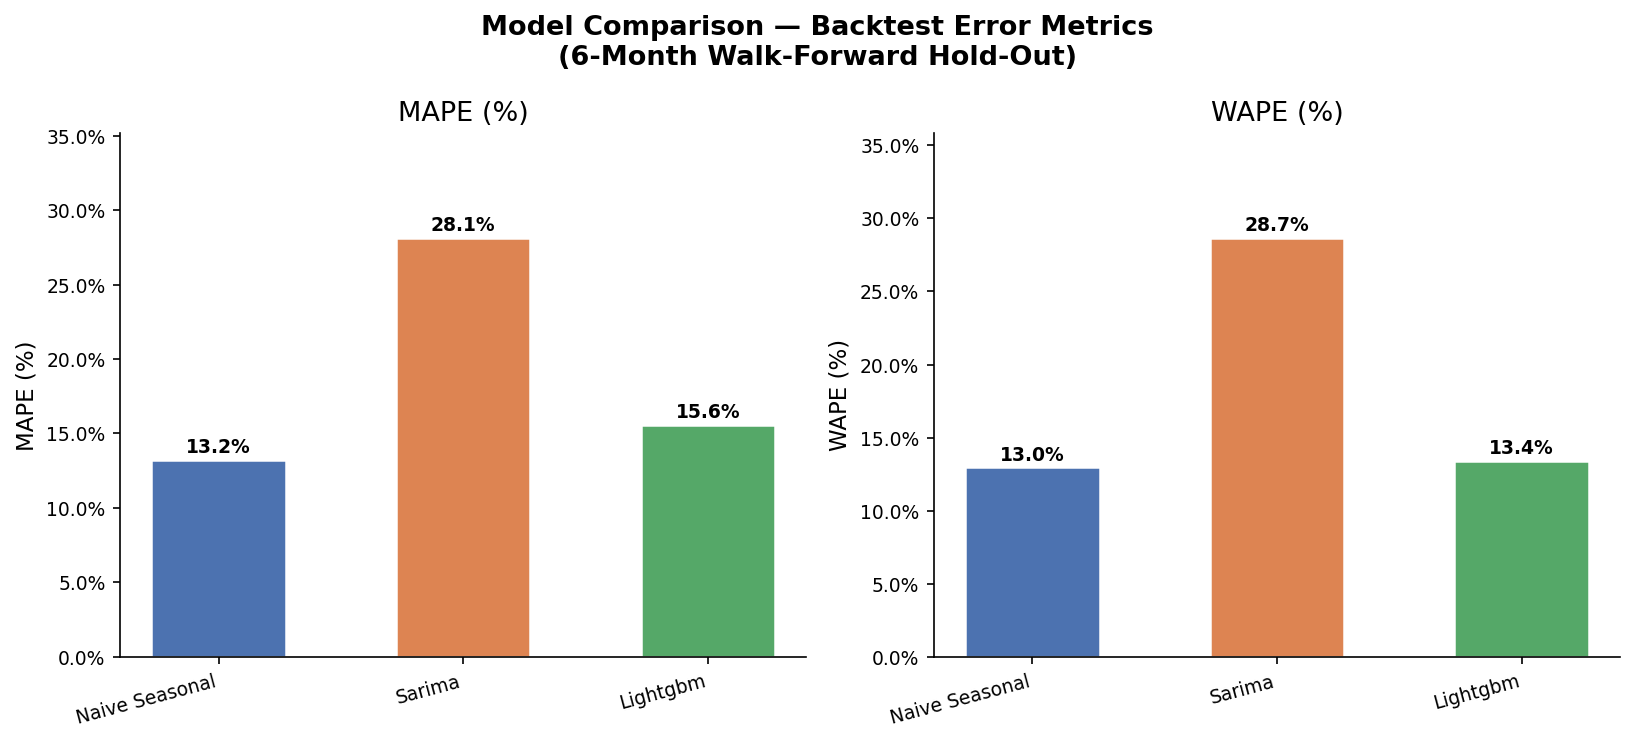 Model Comparison — Backtest Error Metrics
(6-Month Walk-Forward Hold-Out)
MAPE (%)
MAPE (%)
35.0%
30.0%
25.0%
20.0%
15.0%
10.0%
5.0%
0.0%
13.2%
28.1%
15.6%
Naive Seasonal
Sarima
Lightgbm
WAPE (%)
WAPE (%)
35.0%
30.0%
25.0%
20.0%
15.0%
10.0%
5.0%
0.0%
13.0%
28.7%
13.4%
Naive Seasonal
Sarima
Lightgbm